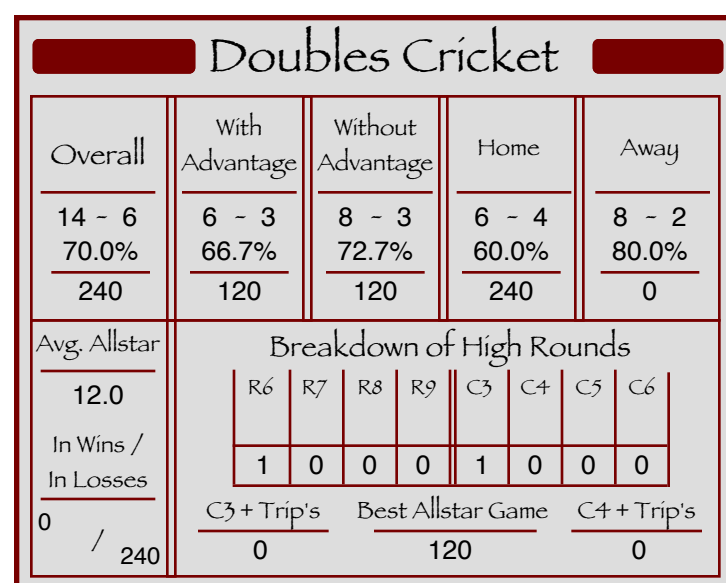 Doubles Cricket
Overall
14 ~ 6
70.0%
240
With
Advantage
6 ~ 3
66.7%
120
Without
Advantage
8 ~ 3
72.7%
120
Home
6 ~ 4
60.0%
240
Away
8 ~ 2
80.0%
0
Avg. Allstar
12.0
In Wins /
In Losses
0 / 240
Breakdown of High Rounds
R6 R7 R8 R9 C3 C4 C5 C6
1 0 0 0 1 0 0 0
C3 + Trip's Best Allstar Game C4 + Trip's
0 120 0